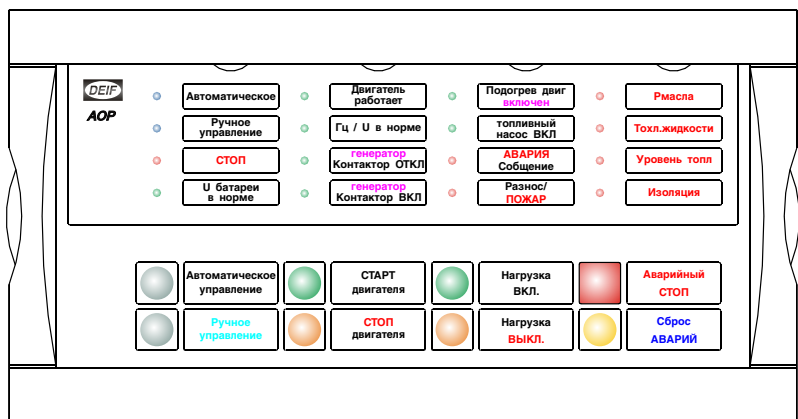 DEIF
AOP
Автоматическое
Двигатель
работает
Подогрев двиг
включен
Рмасла
Ручное
управление
Гц / U в норме
топливный
насос ВКЛ
Тохл.жидкости
СТОП
генератор
Контактор ОТКЛ
АВАРИЯ
Собщение
Уровень топл
U батареи
в норме
генератор
Контактор ВКЛ
Разнос/
ПОЖАР
Изоляция
Автоматическое
управление
СТАРТ
двигателя
Нагрузка
ВКЛ.
Аварийный
СТОП
Ручное
управление
СТОП
двигателя
Нагрузка
ВЫКЛ.
Сброс
АВАРИЙ